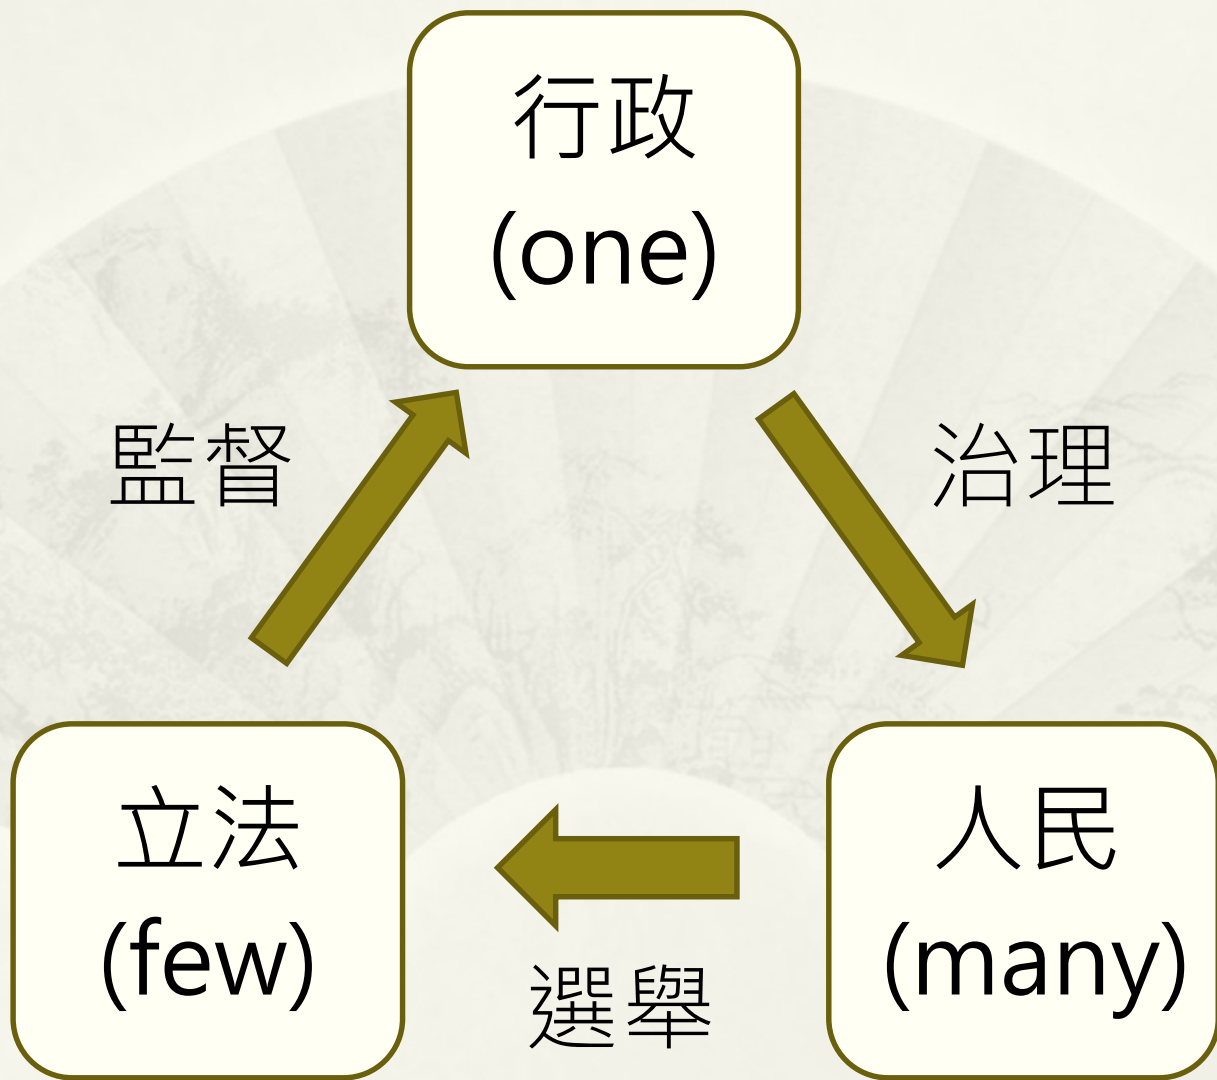 行政
(one)
監督
治理
立法
(few)
選舉
人民
(many)